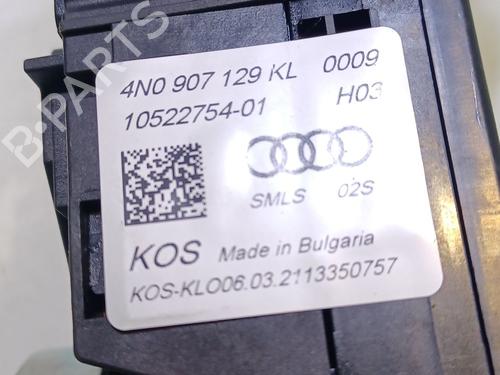 4N0 907 129 KL 0009
10522754-01 H03
SMLS 02S
KOS Made in Bulgaria
KOS-KLO06.03.2113350757
B-PARTS